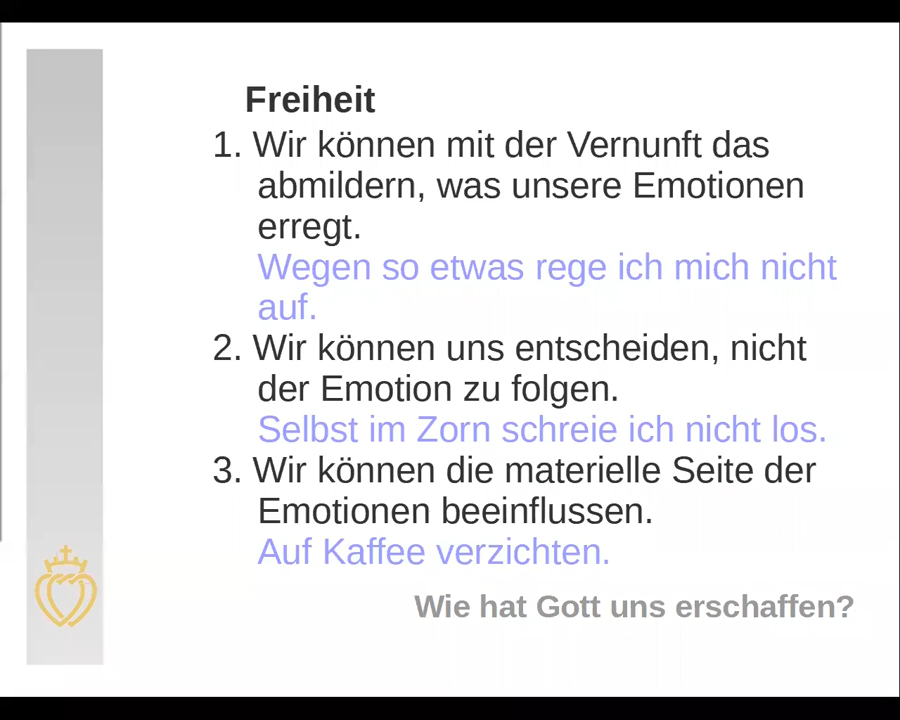 Freiheit
1. Wir können mit der Vernunft das
abmildern, was unsere Emotionen
erregt.
Wegen so etwas rege ich mich nicht
auf.
2. Wir können uns entscheiden, nicht
der Emotion zu folgen.
Selbst im Zorn schreie ich nicht los.
3. Wir können die materielle Seite der
Emotionen beeinflussen.
Auf Kaffee verzichten.
Wie hat Gott uns erschaffen?